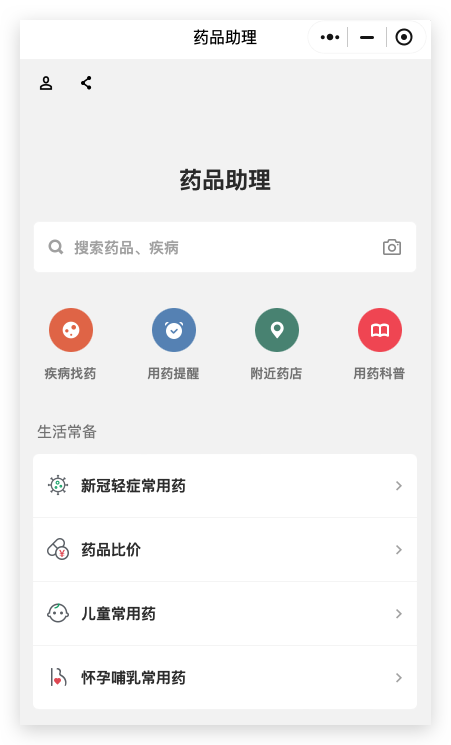 药品助理
药品助理
搜索药品、疾病
疾病找药
用药提醒
附近药店
用药科普
生活常备
新冠轻症常用药
¥
药品比价
儿童常用药
怀孕哺乳常用药